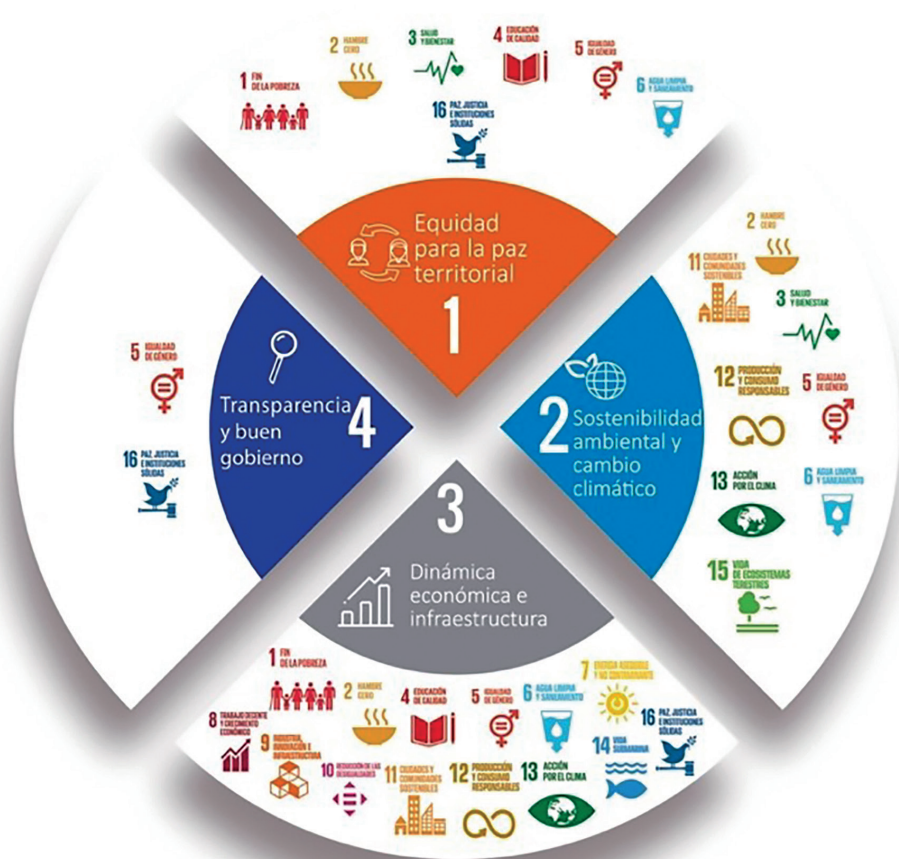 1 FIN
DE LA POBREZA
2 HAMBRE
CERO
3 SALUD
Y BIENESTAR
4 EDUCACIÓN
DE CALIDAD
5 IGUALDAD
DE GÉNERO
6 AGUA LIMPIA
Y SANEAMIENTO
16 PAZ, JUSTICIA
E INSTITUCIONES
SÓLIDAS
Equidad
para la paz
territorial
1
2 HAMBRE
CERO
11 CIUDADES Y
COMUNIDADES
SOSTENIBLES
3 SALUD
Y BIENESTAR
12 PRODUCCIÓN
Y CONSUMO
RESPONSABLES
5 IGUALDAD
DE GÉNERO
13 ACCIÓN
POR EL CLIMA
6 AGUA LIMPIA
Y SANEAMIENTO
15 VIDA
DE ECOSISTEMAS
TERRESTRES
2 Sostenibilidad
ambiental y
cambio
climático
3
Dinámica
económica e
infraestructura
1 FIN
DE LA POBREZA
2 HAMBRE
CERO
4 EDUCACIÓN
DE CALIDAD
5 IGUALDAD
DE GÉNERO
6 AGUA LIMPIA
Y SANEAMIENTO
7 ENERGÍA ASEQUIBLE
Y NO CONTAMINANTE
8 TRABAJO DECENTE
Y CRECIMIENTO
ECONÓMICO
9 INDUSTRIA,
INNOVACIÓN E
INFRAESTRUCTURA
10 REDUCCIÓN DE LAS
DESIGUALDADES
11 CIUDADES Y
COMUNIDADES
SOSTENIBLES
12 PRODUCCIÓN
Y CONSUMO
RESPONSABLES
13 ACCIÓN
POR EL CLIMA
14 VIDA
SUBMARINA
16 PAZ, JUSTICIA
E INSTITUCIONES
SÓLIDAS
5 IGUALDAD
DE GÉNERO
16 PAZ, JUSTICIA
E INSTITUCIONES
SÓLIDAS
Transparencia
y buen
gobierno
4